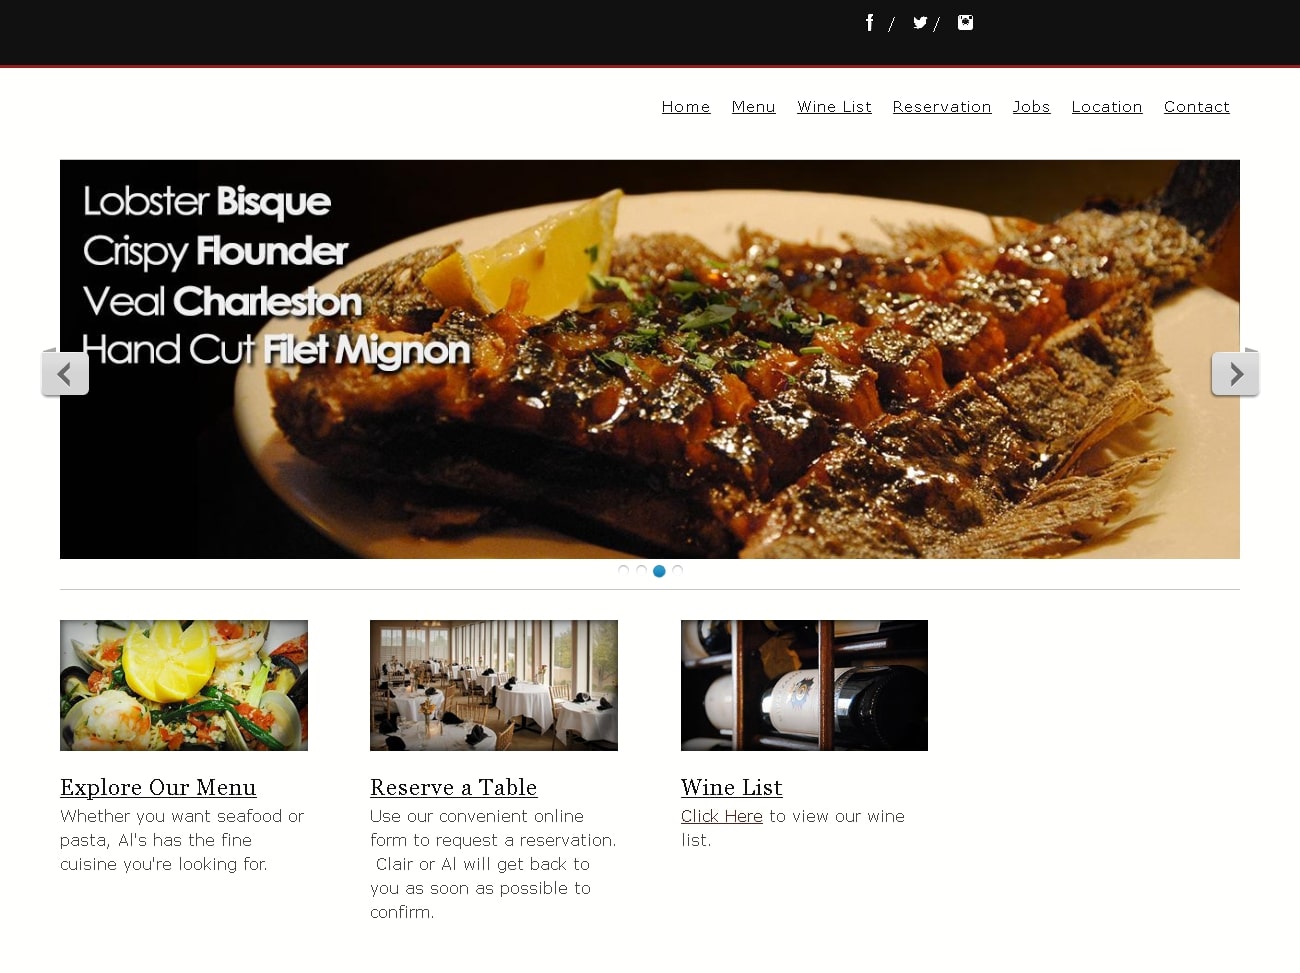 / /
Home Menu Wine List Reservation Jobs Location Contact
Lobster Bisque
Crispy Flounder
Veal Charleston
Hand Cut Filet Mignon
Explore Our Menu
Whether you want seafood or
pasta, Al's has the fine
cuisine you're looking for.
Reserve a Table
Use our convenient online
form to request a reservation.
Clair or Al will get back to
you as soon as possible to
confirm.
Wine List
Click Here to view our wine
list.